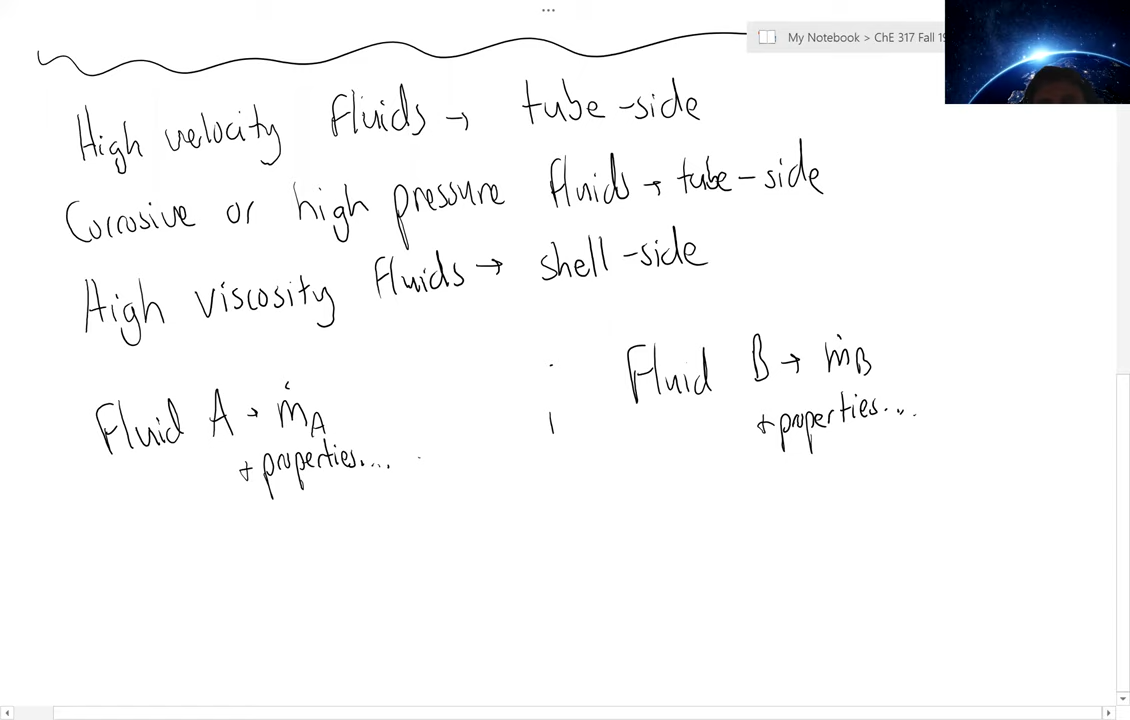 My Notebook > ChE 317 Fall 19
High velocity fluids → tube-side
Corrosive or high pressure fluids → tube-side
High viscosity fluids → shell-side
Fluid A → ṁA
+ properties....
Fluid B → ṁB
+ properties....